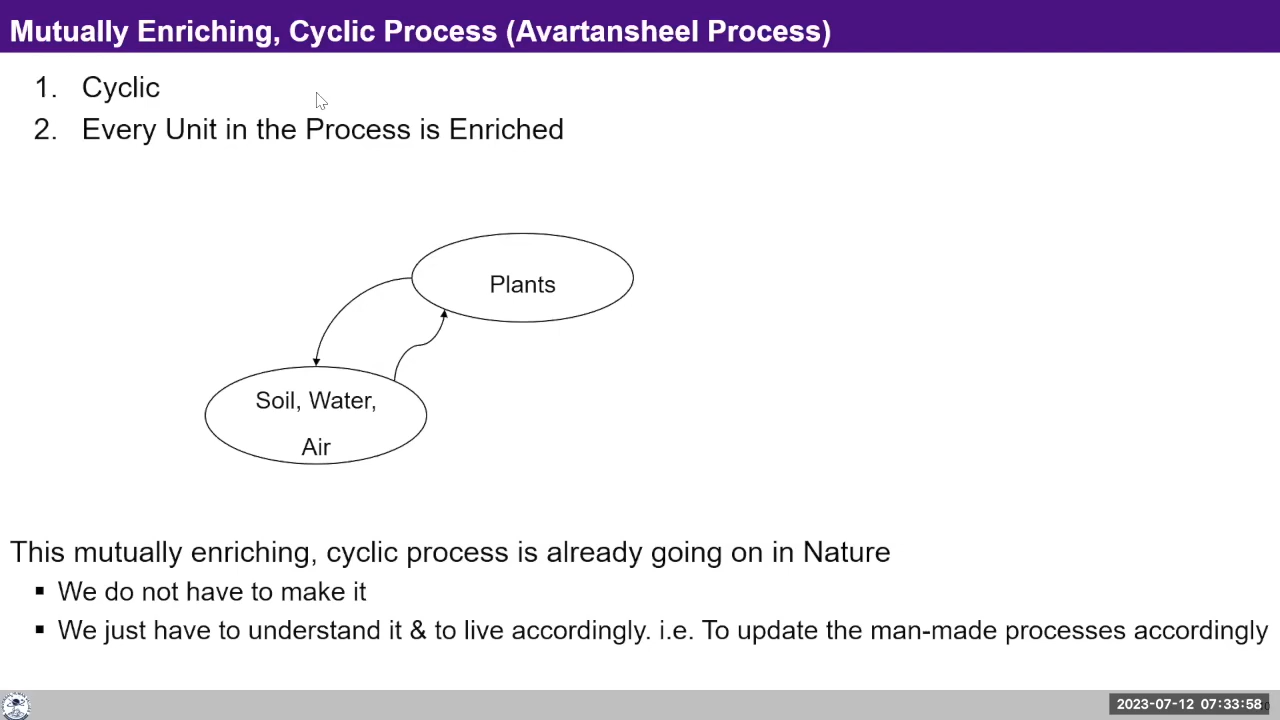 Mutually Enriching, Cyclic Process (Avartansheel Process)
1. Cyclic
2. Every Unit in the Process is Enriched
Plants
Soil, Water,
Air
This mutually enriching, cyclic process is already going on in Nature
▪ We do not have to make it
▪ We just have to understand it & to live accordingly. i.e. To update the man-made processes accordingly
2023-07-12 07:33:58